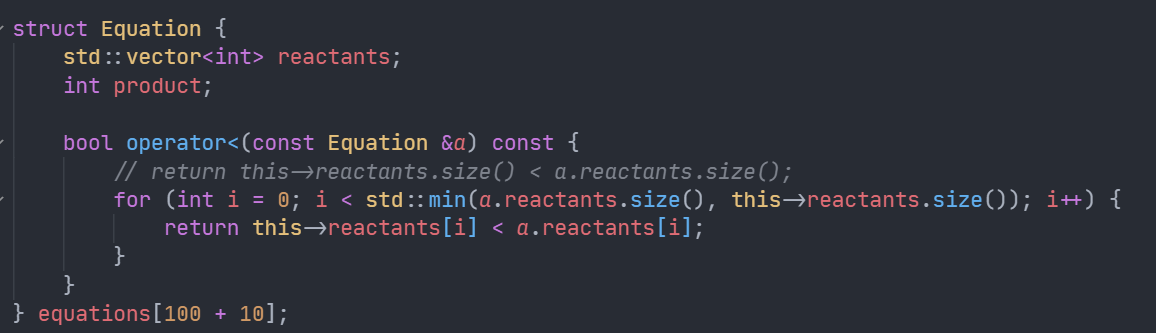 struct Equation {
    std::vector<int> reactants;
    int product;

    bool operator<(const Equation &a) const {
        // return this->reactants.size() < a.reactants.size();
        for (int i = 0; i < std::min(a.reactants.size(), this->reactants.size()); i++) {
            return this->reactants[i] < a.reactants[i];
        }
    }
} equations[100 + 10];